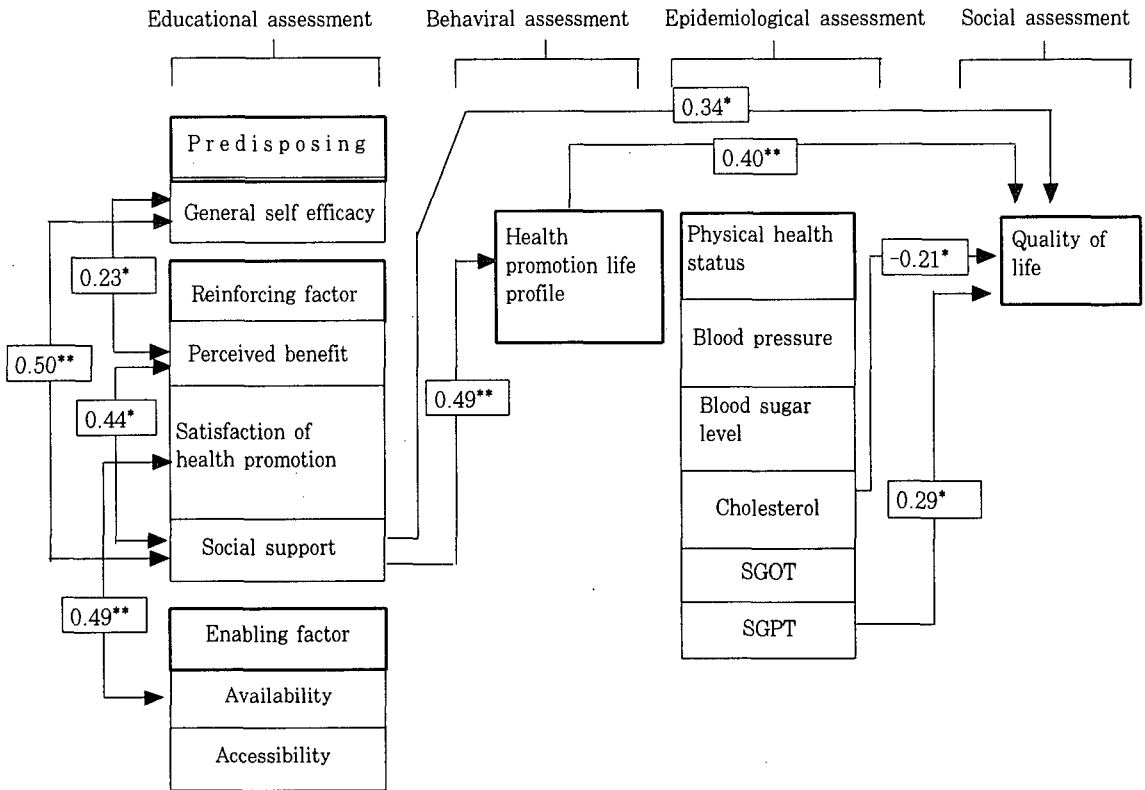 Educational assessment
Behaviral assessment
Epidemiological assessment
Social assessment
0.34*
Predisposing
0.40**
General self efficacy
Health
promotion life
profile
Physical health
status
Quality of
life
-0.21*
0.23*
Reinforcing factor
Blood pressure
0.50**
Perceived benefit
0.49**
0.44*
Blood sugar
level
Satisfaction of
health promotion
Cholesterol
0.29*
Social support
SGOT
0.49**
SGPT
Enabling factor
Availability
Accessibility